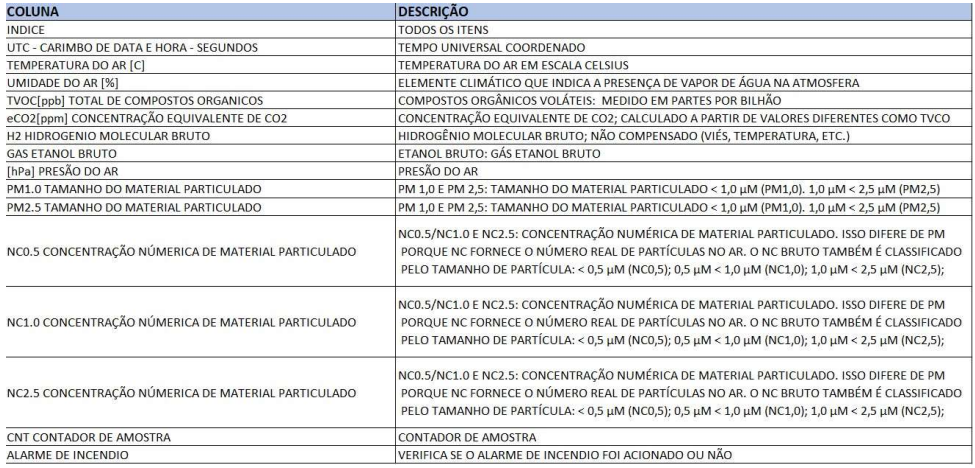 COLUNA DESCRIÇÃO
INDICE TODOS OS ITENS
UTC - CARIMBO DE DATA E HORA - SEGUNDOS TEMPO UNIVERSAL COORDENADO
TEMPERATURA DO AR [C] TEMPERATURA DO AR EM ESCALA CELSIUS
UMIDADE DO AR [%] ELEMENTE CLIMÁTICO QUE INDICA A PRESENÇA DE VAPOR DE ÁGUA NA ATMOSFERA
TVOC[ppb] TOTAL DE COMPOSTOS ORGANICOS COMPOSTOS ORGÂNICOS VOLÁTEIS: MEDIDO EM PARTES POR BILHÃO
eCO2[ppm] CONCENTRAÇÃO EQUIVALENTE DE CO2 CONCENTRAÇÃO EQUIVALENTE DE CO2; CALCULADO A PARTIR DE VALORES DIFERENTES COMO TVCO
H2 HIDROGENIO MOLECULAR BRUTO HIDROGÊNIO MOLECULAR BRUTO; NÃO COMPENSADO (VIÉS, TEMPERATURA, ETC.)
GAS ETANOL BRUTO ETANOL BRUTO: GÁS ETANOL BRUTO
[hPa] PRESÃO DO AR PRESÃO DO AR
PM1.0 TAMANHO DO MATERIAL PARTICULADO PM 1,0 E PM 2,5: TAMANHO DO MATERIAL PARTICULADO < 1,0 µM (PM1,0). 1,0 µM < 2,5 µM (PM2,5)
PM2.5 TAMANHO DO MATERIAL PARTICULADO PM 1,0 E PM 2,5: TAMANHO DO MATERIAL PARTICULADO < 1,0 µM (PM1,0). 1,0 µM < 2,5 µM (PM2,5)
NC0.5 CONCENTRAÇÃO NÚMERICA DE MATERIAL PARTICULADO
NC0.5/NC1.0 E NC2.5: CONCENTRAÇÃO NUMÉRICA DE MATERIAL PARTICULADO. ISSO DIFERE DE PM
PORQUE NC FORNECE O NÚMERO REAL DE PARTÍCULAS NO AR. O NC BRUTO TAMBÉM É CLASSIFICADO
PELO TAMANHO DE PARTÍCULA: < 0,5 µM (NC0,5); 0,5 µM < 1,0 µM (NC1,0); 1,0 µM < 2,5 µM (NC2,5);
NC1.0 CONCENTRAÇÃO NÚMERICA DE MATERIAL PARTICULADO
NC0.5/NC1.0 E NC2.5: CONCENTRAÇÃO NUMÉRICA DE MATERIAL PARTICULADO. ISSO DIFERE DE PM
PORQUE NC FORNECE O NÚMERO REAL DE PARTÍCULAS NO AR. O NC BRUTO TAMBÉM É CLASSIFICADO
PELO TAMANHO DE PARTÍCULA: < 0,5 µM (NC0,5); 0,5 µM < 1,0 µM (NC1,0); 1,0 µM < 2,5 µM (NC2,5);
NC2.5 CONCENTRAÇÃO NÚMERICA DE MATERIAL PARTICULADO
NC0.5/NC1.0 E NC2.5: CONCENTRAÇÃO NUMÉRICA DE MATERIAL PARTICULADO. ISSO DIFERE DE PM
PORQUE NC FORNECE O NÚMERO REAL DE PARTÍCULAS NO AR. O NC BRUTO TAMBÉM É CLASSIFICADO
PELO TAMANHO DE PARTÍCULA: < 0,5 µM (NC0,5); 0,5 µM < 1,0 µM (NC1,0); 1,0 µM < 2,5 µM (NC2,5);
CNT CONTADOR DE AMOSTRA CONTADOR DE AMOSTRA
ALARME DE INCENDIO VERIFICA SE O ALARME DE INCENDIO FOI ACIONADO OU NÃO